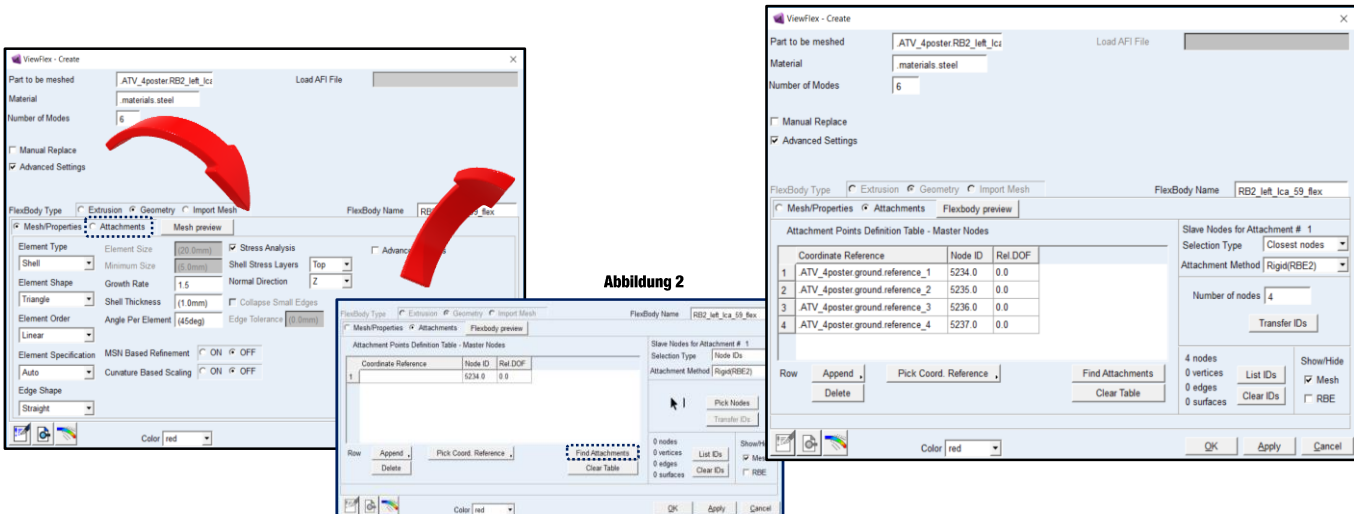 ViewFlex - Create
Part to be meshed .ATV_4poster.RB2_left_lca Load AFI File
Material .materials.steel
Number of Modes 6
Manual Replace
Advanced Settings
FlexBody Type Extrusion Geometry Import Mesh FlexBody Name
Mesh/Properties Attachments Mesh preview
Element Type Element Size (20.0mm) Stress Analysis
Shell Minimum Size (5.0mm) Shell Stress Layers Top
Element Shape Growth Rate 1.5 Normal Direction Z
Triangle Shell Thickness (1.0mm) Collapse Small Edges
Element Order Angle Per Element (45deg) Edge Tolerance (0.0mm)
Linear
Element Specification MSN Based Refinement ON OFF
Auto Curvature Based Scaling ON OFF
Edge Shape
Straight
Color red
Abbildung 2
FlexBody Type Extrusion Geometry Import Mesh FlexBody Name RB2_left_lca_59_flex
Mesh/Properties Attachments Flexbody preview
Attachment Points Definition Table - Master Nodes
Coordinate Reference Node ID Rel.DOF
1 5234.0 0.0
Slave Nodes for Attachment # 1
Selection Type Node IDs
Attachment Method Rigid(RBE2)
Pick Nodes
Transfer IDs
Row Append Pick Coord. Reference Find Attachments
Delete Clear Table
0 nodes
0 vertices List IDs
0 edges
0 surfaces Clear IDs RBE
Color red OK Apply Cancel
ViewFlex - Create
Part to be meshed .ATV_4poster.RB2_left_lca Load AFI File
Material .materials.steel
Number of Modes 6
Manual Replace
Advanced Settings
FlexBody Type Extrusion Geometry Import Mesh FlexBody Name RB2_left_lca_59_flex
Mesh/Properties Attachments Flexbody preview
Attachment Points Definition Table - Master Nodes
Coordinate Reference Node ID Rel.DOF
1 .ATV_4poster.ground.reference_1 5234.0 0.0
2 .ATV_4poster.ground.reference_2 5235.0 0.0
3 .ATV_4poster.ground.reference_3 5236.0 0.0
4 .ATV_4poster.ground.reference_4 5237.0 0.0
Slave Nodes for Attachment # 1
Selection Type Closest nodes
Attachment Method Rigid(RBE2)
Number of nodes 4
Transfer IDs
Row Append Pick Coord. Reference Find Attachments
Delete Clear Table
4 nodes Show/Hide
0 vertices List IDs Mesh
0 edges
0 surfaces Clear IDs RBE
Color red OK Apply Cancel